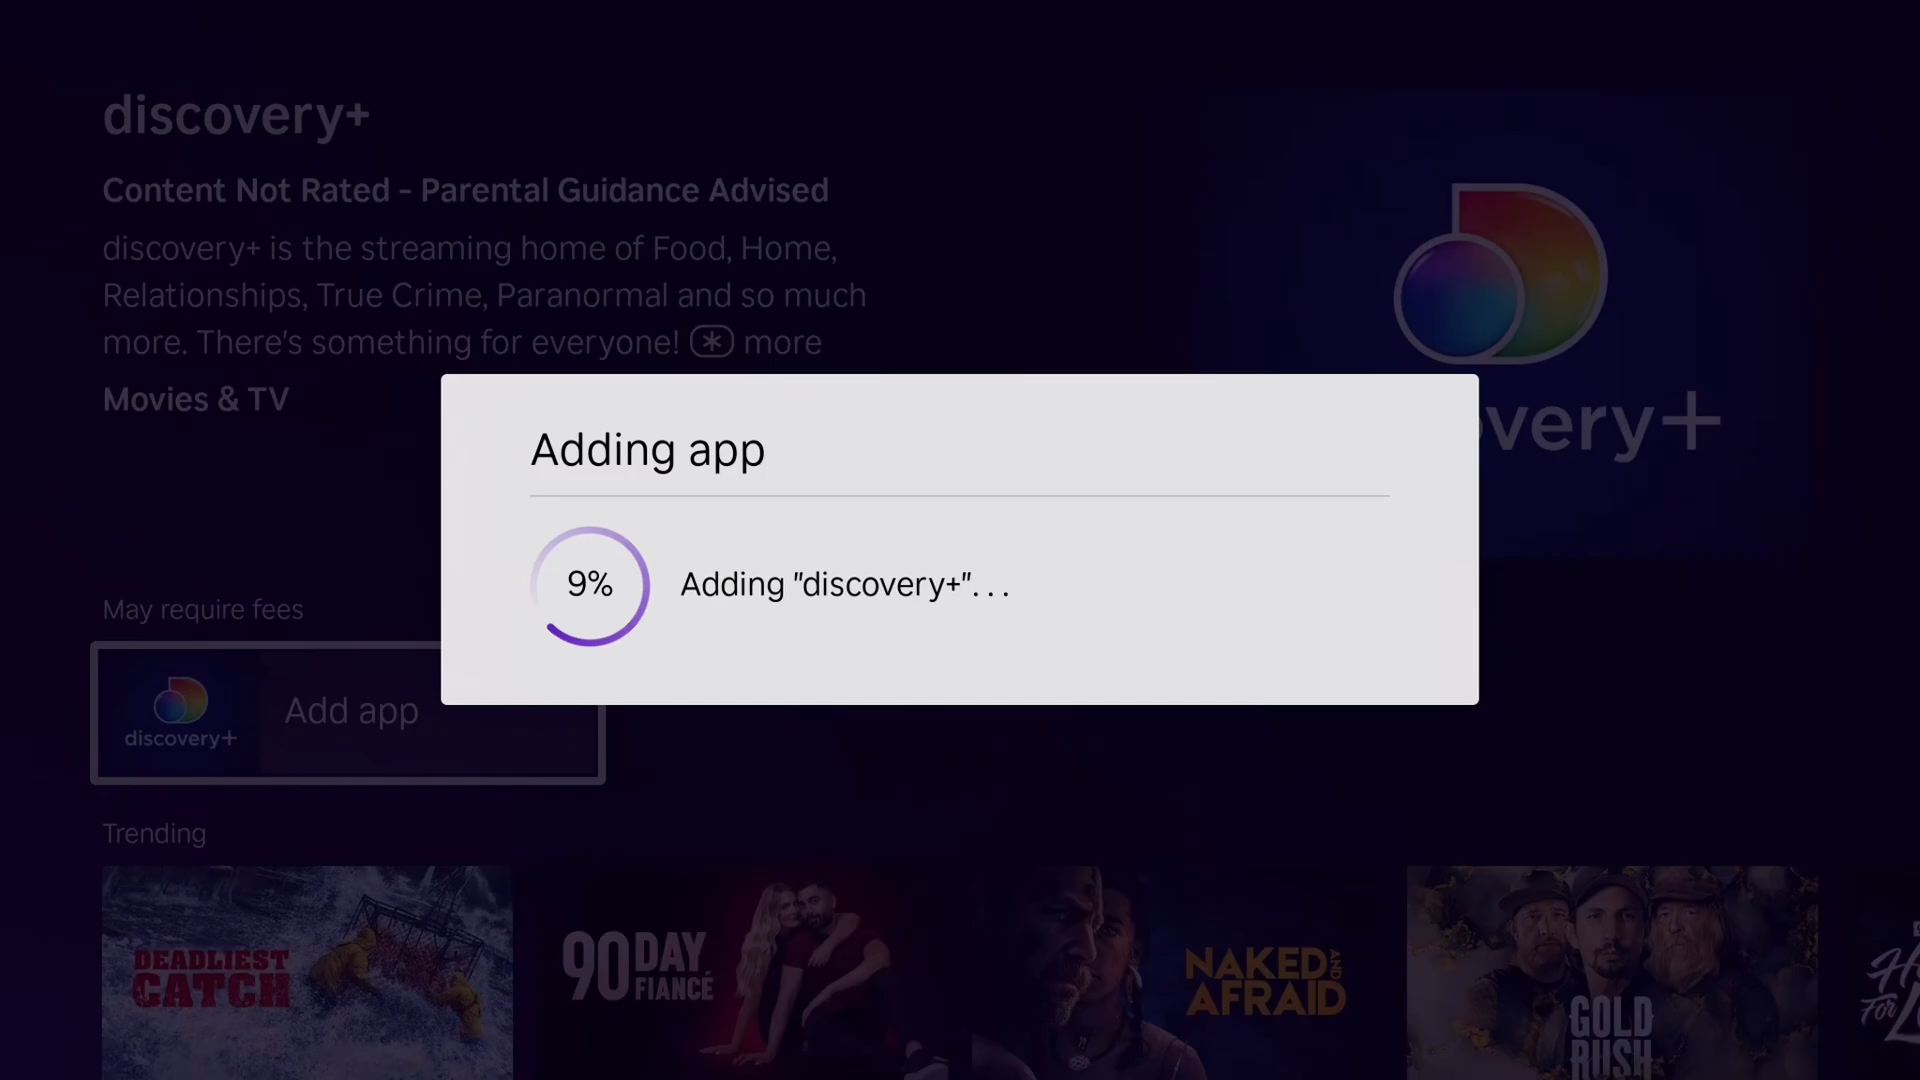 discovery+
Content Not Rated - Parental Guidance Advised
discovery+ is the streaming home of Food, Home,
Relationships, True Crime, Paranormal and so much
more. There's something for everyone! * more
Movies & TV
very+
Adding app
9%
Adding "discovery+"...
May require fees
discovery+
Add app
Trending
DEADLIEST
CATCH
90 DAY
FIANCÉ
NAKED AND
AFRAID
GOLD
RUSH
For